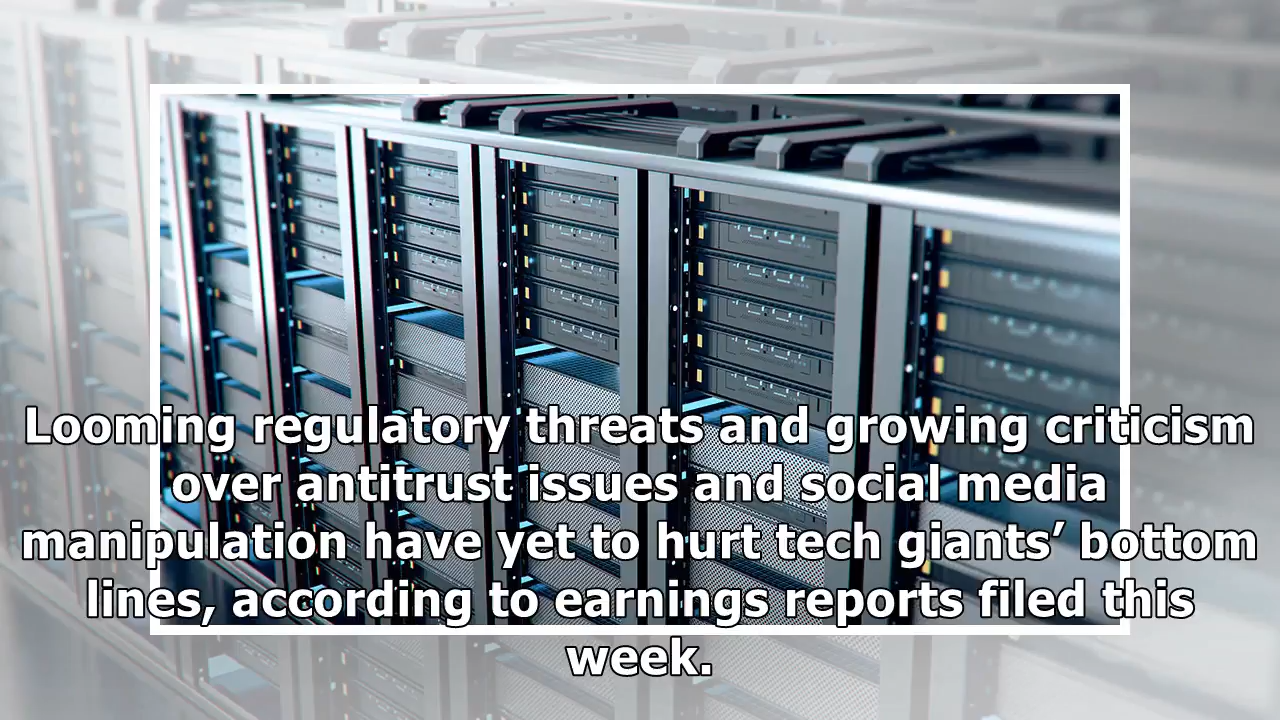 Looming regulatory threats and growing criticism
over antitrust issues and social media
manipulation have yet to hurt tech giants’ bottom
lines, according to earnings reports filed this
week.